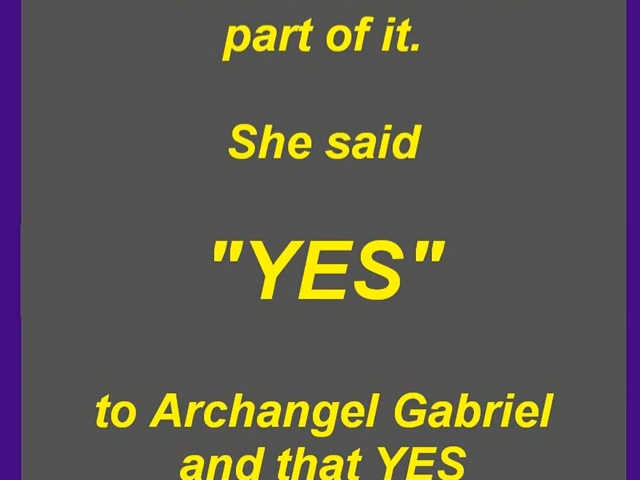 part of it.
She said
"YES"
to Archangel Gabriel
and that YES